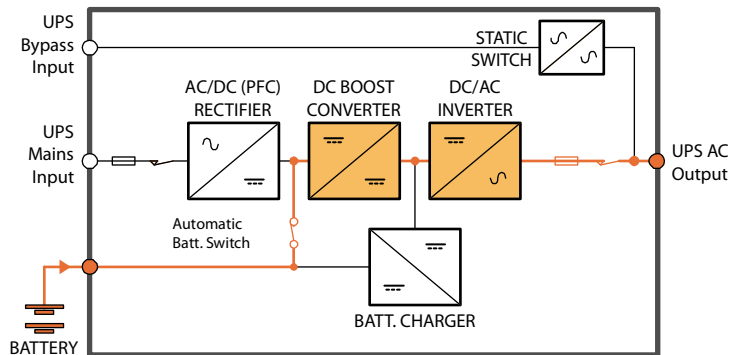 UPS
Bypass
Input
STATIC
SWITCH
AC/DC (PFC)
RECTIFIER
DC BOOST
CONVERTER
DC/AC
INVERTER
UPS
Mains
Input
UPS AC
Output
Automatic
Batt. Switch
BATT. CHARGER
BATTERY